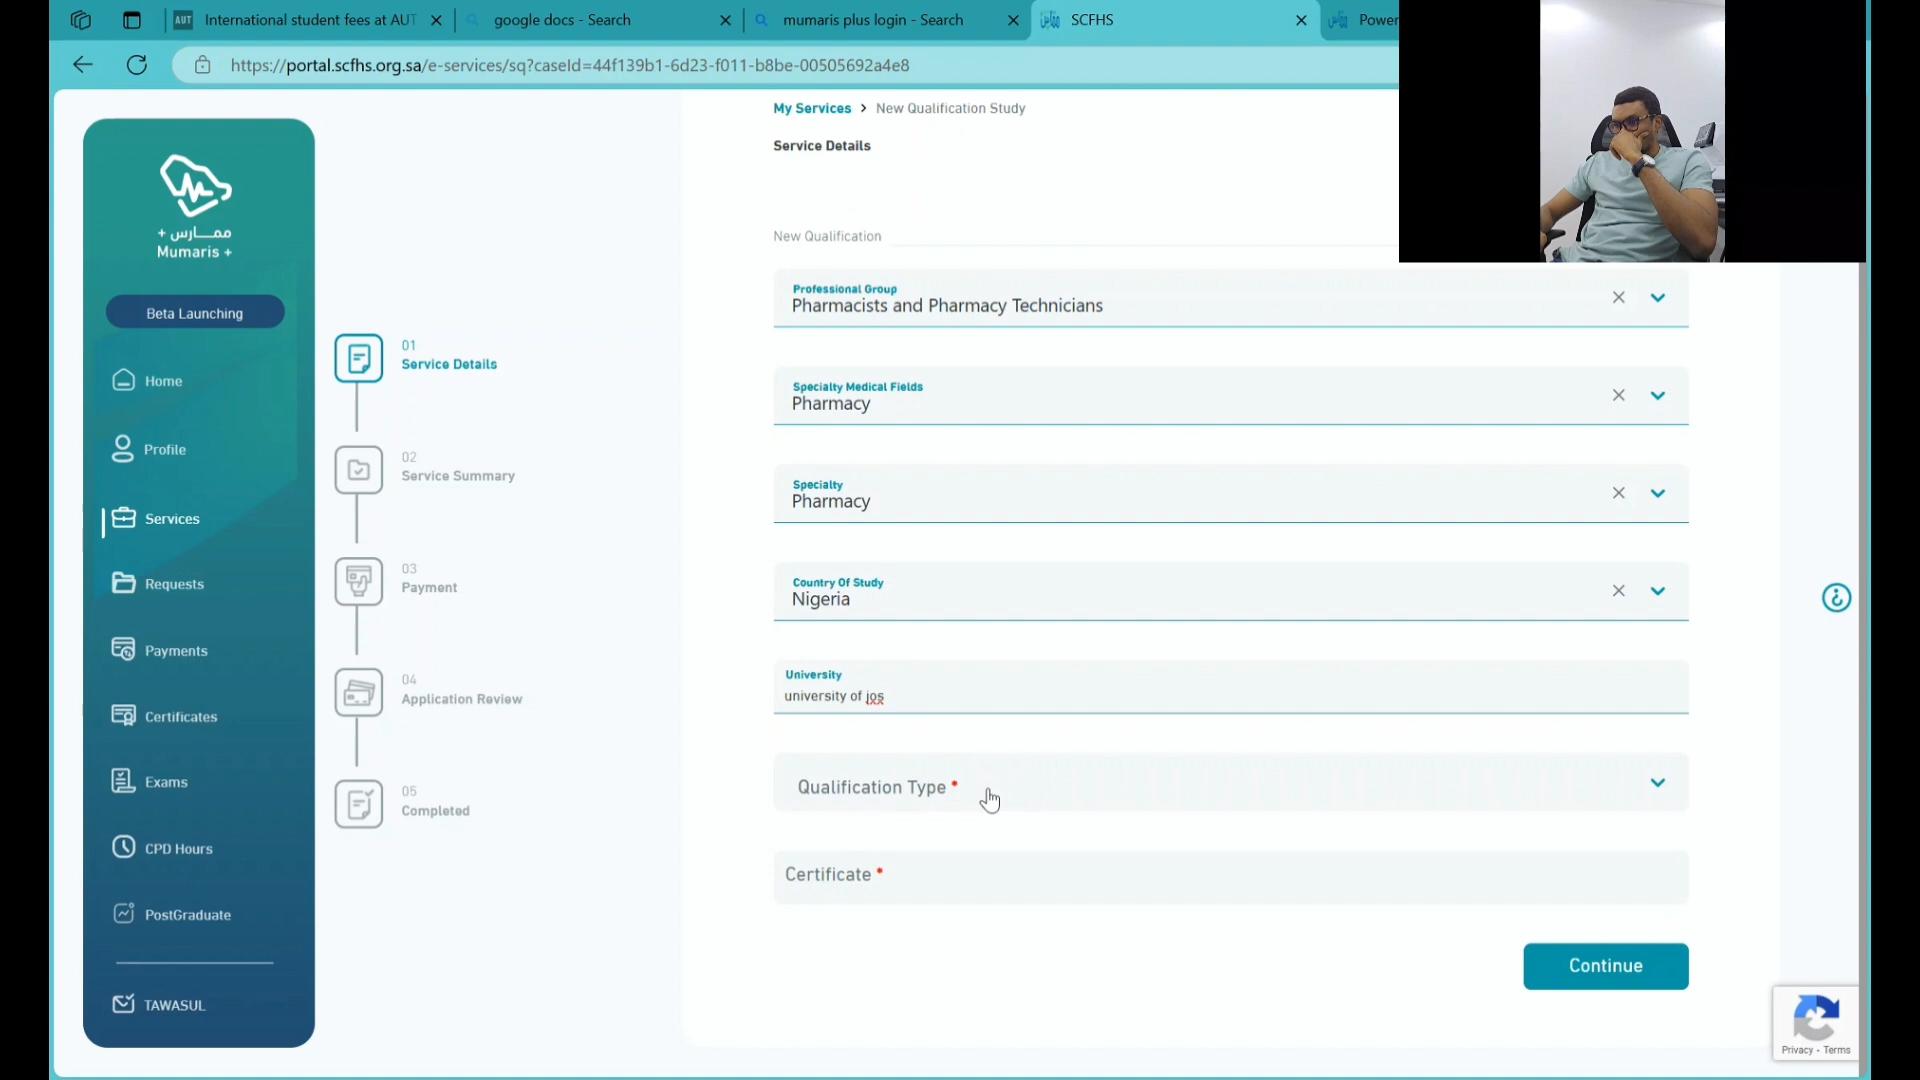 International student fees at AUT
google docs - Search
mumaris plus login - Search
SCFHS
Power
https://portal.scfhs.org.sa/e-services/sq?caseId=44f139b1-6d23-f011-b8be-00505692a4e8
ممارس +
Mumaris +
Beta Launching
Home
Profile
Services
Requests
Payments
Certificates
Exams
CPD Hours
PostGraduate
TAWASUL
01
Service Details
02
Service Summary
03
Payment
04
Application Review
05
Completed
My Services > New Qualification Study
Service Details
New Qualification
Professional Group
Pharmacists and Pharmacy Technicians
Specialty Medical Fields
Pharmacy
Specialty
Pharmacy
Country Of Study
Nigeria
University
university of jos
Qualification Type *
Certificate *
Continue
Privacy - Terms